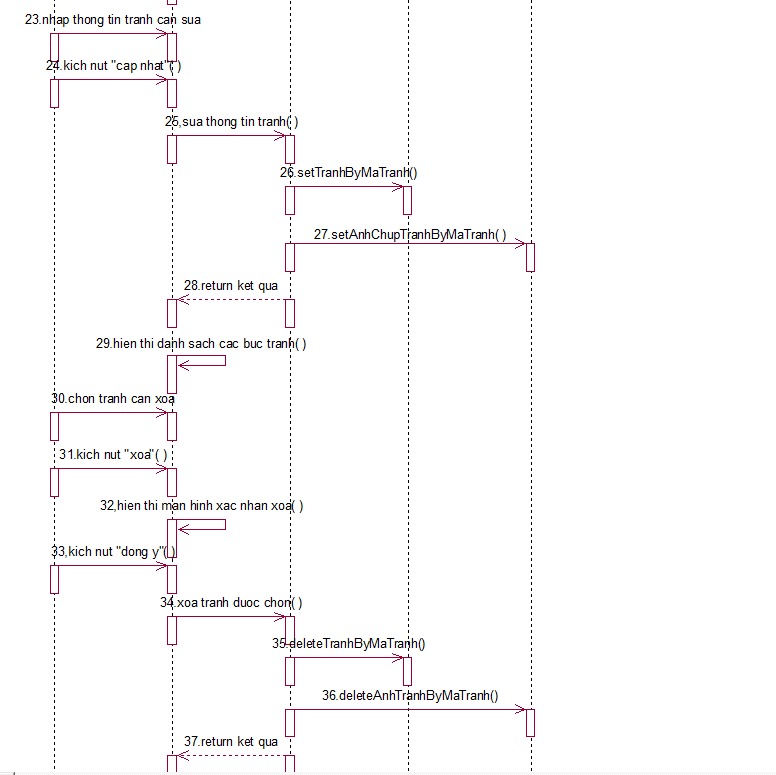 23.nhap thong tin tranh can sua
24.kich nut "cap nhat"( )
25,sua thong tin tranh( )
26.setTranhByMaTranh()
27.setAnhChupTranhByMaTranh( )
28.return ket qua
29.hien thi danh sach cac buc tranh( )
30.chon tranh can xoa
31.kich nut "xoa"( )
32,hien thi man hinh xac nhan xoa( )
33,kich nut "dong y"( )
34.xoa tranh duoc chon( )
35.deleteTranhByMaTranh()
36.deleteAnhTranhByMaTranh()
37.return ket qua